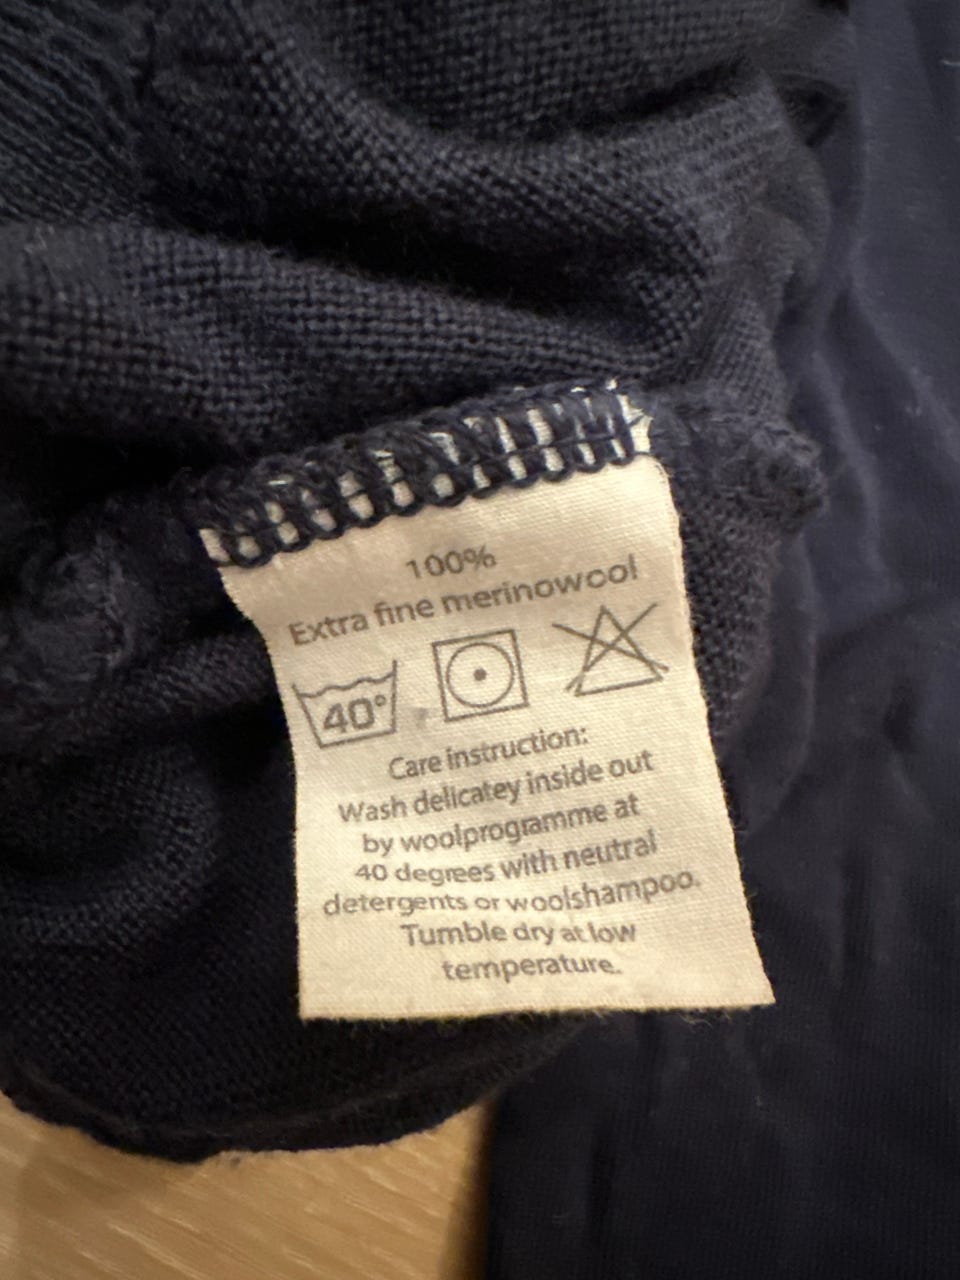 100%
Extra fine merinowool
40°
Care instruction:
Wash delicatey inside out
by woolprogramme at
40 degrees with neutral
detergents or woolshampoo.
Tumble dry at low
temperature.